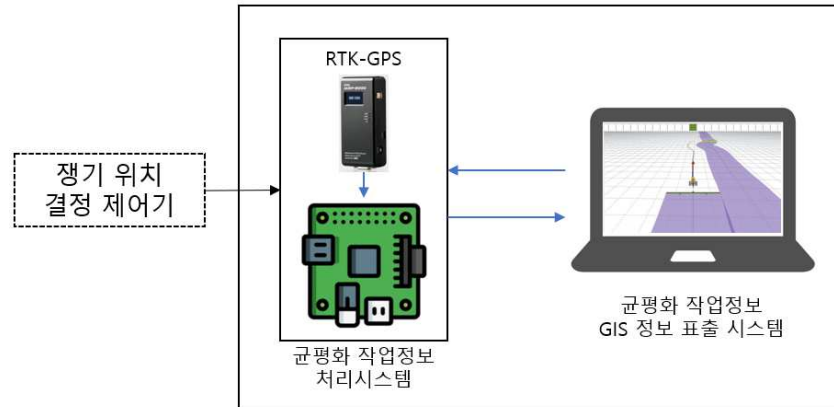 RTK-GPS
쟁기 위치
결정 제어기
균평화 작업정보
처리시스템
균평화 작업정보
GIS 정보 표출 시스템